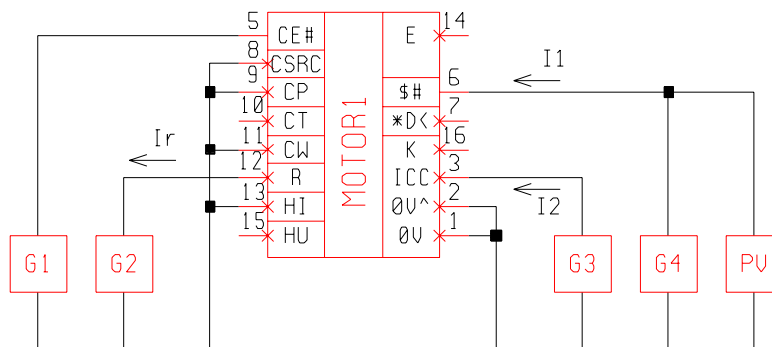 5 CE# E 14
8 CSRC
9 CP $# 6 I1
10 CT *D< 7
11 CW K 16
Ir 12 R ICC 3
13 HI 0V^ 2 I2
15 HU 0V 1
MOTOR1
G1 G2 G3 G4 PV